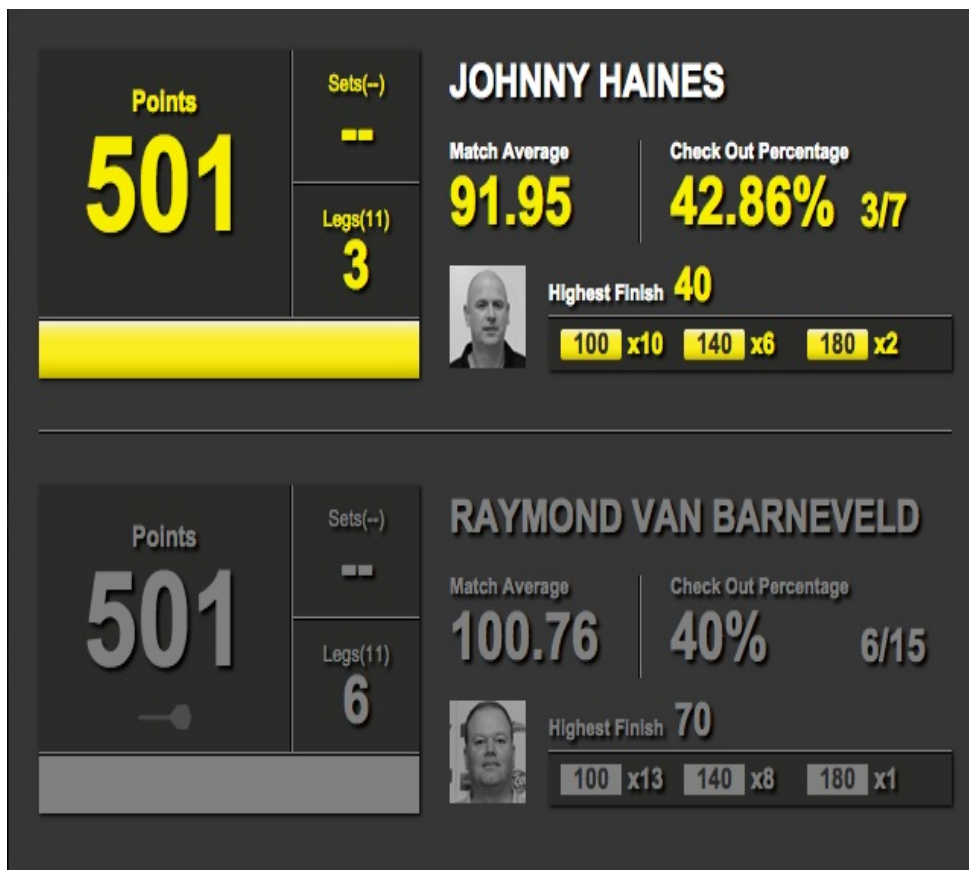 Points
501
Sets(--)
--
Legs(11)
3
JOHNNY HAINES
Match Average
91.95
Check Out Percentage
42.86% 3/7
Highest Finish 40
100 x10 140 x6 180 x2
Points
501
Sets(--)
--
Legs(11)
6
RAYMOND VAN BARNEVELD
Match Average
100.76
Check Out Percentage
40% 6/15
Highest Finish 70
100 x13 140 x8 180 x1